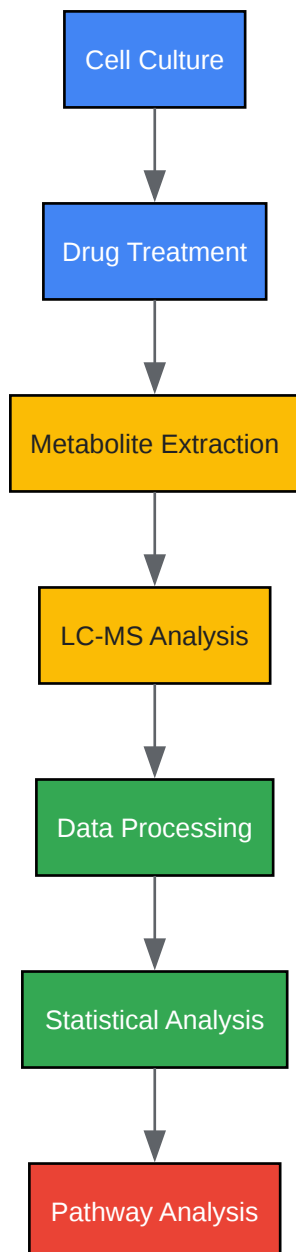 Cell Culture
Drug Treatment
Metabolite Extraction
LC-MS Analysis
Data Processing
Statistical Analysis
Pathway Analysis